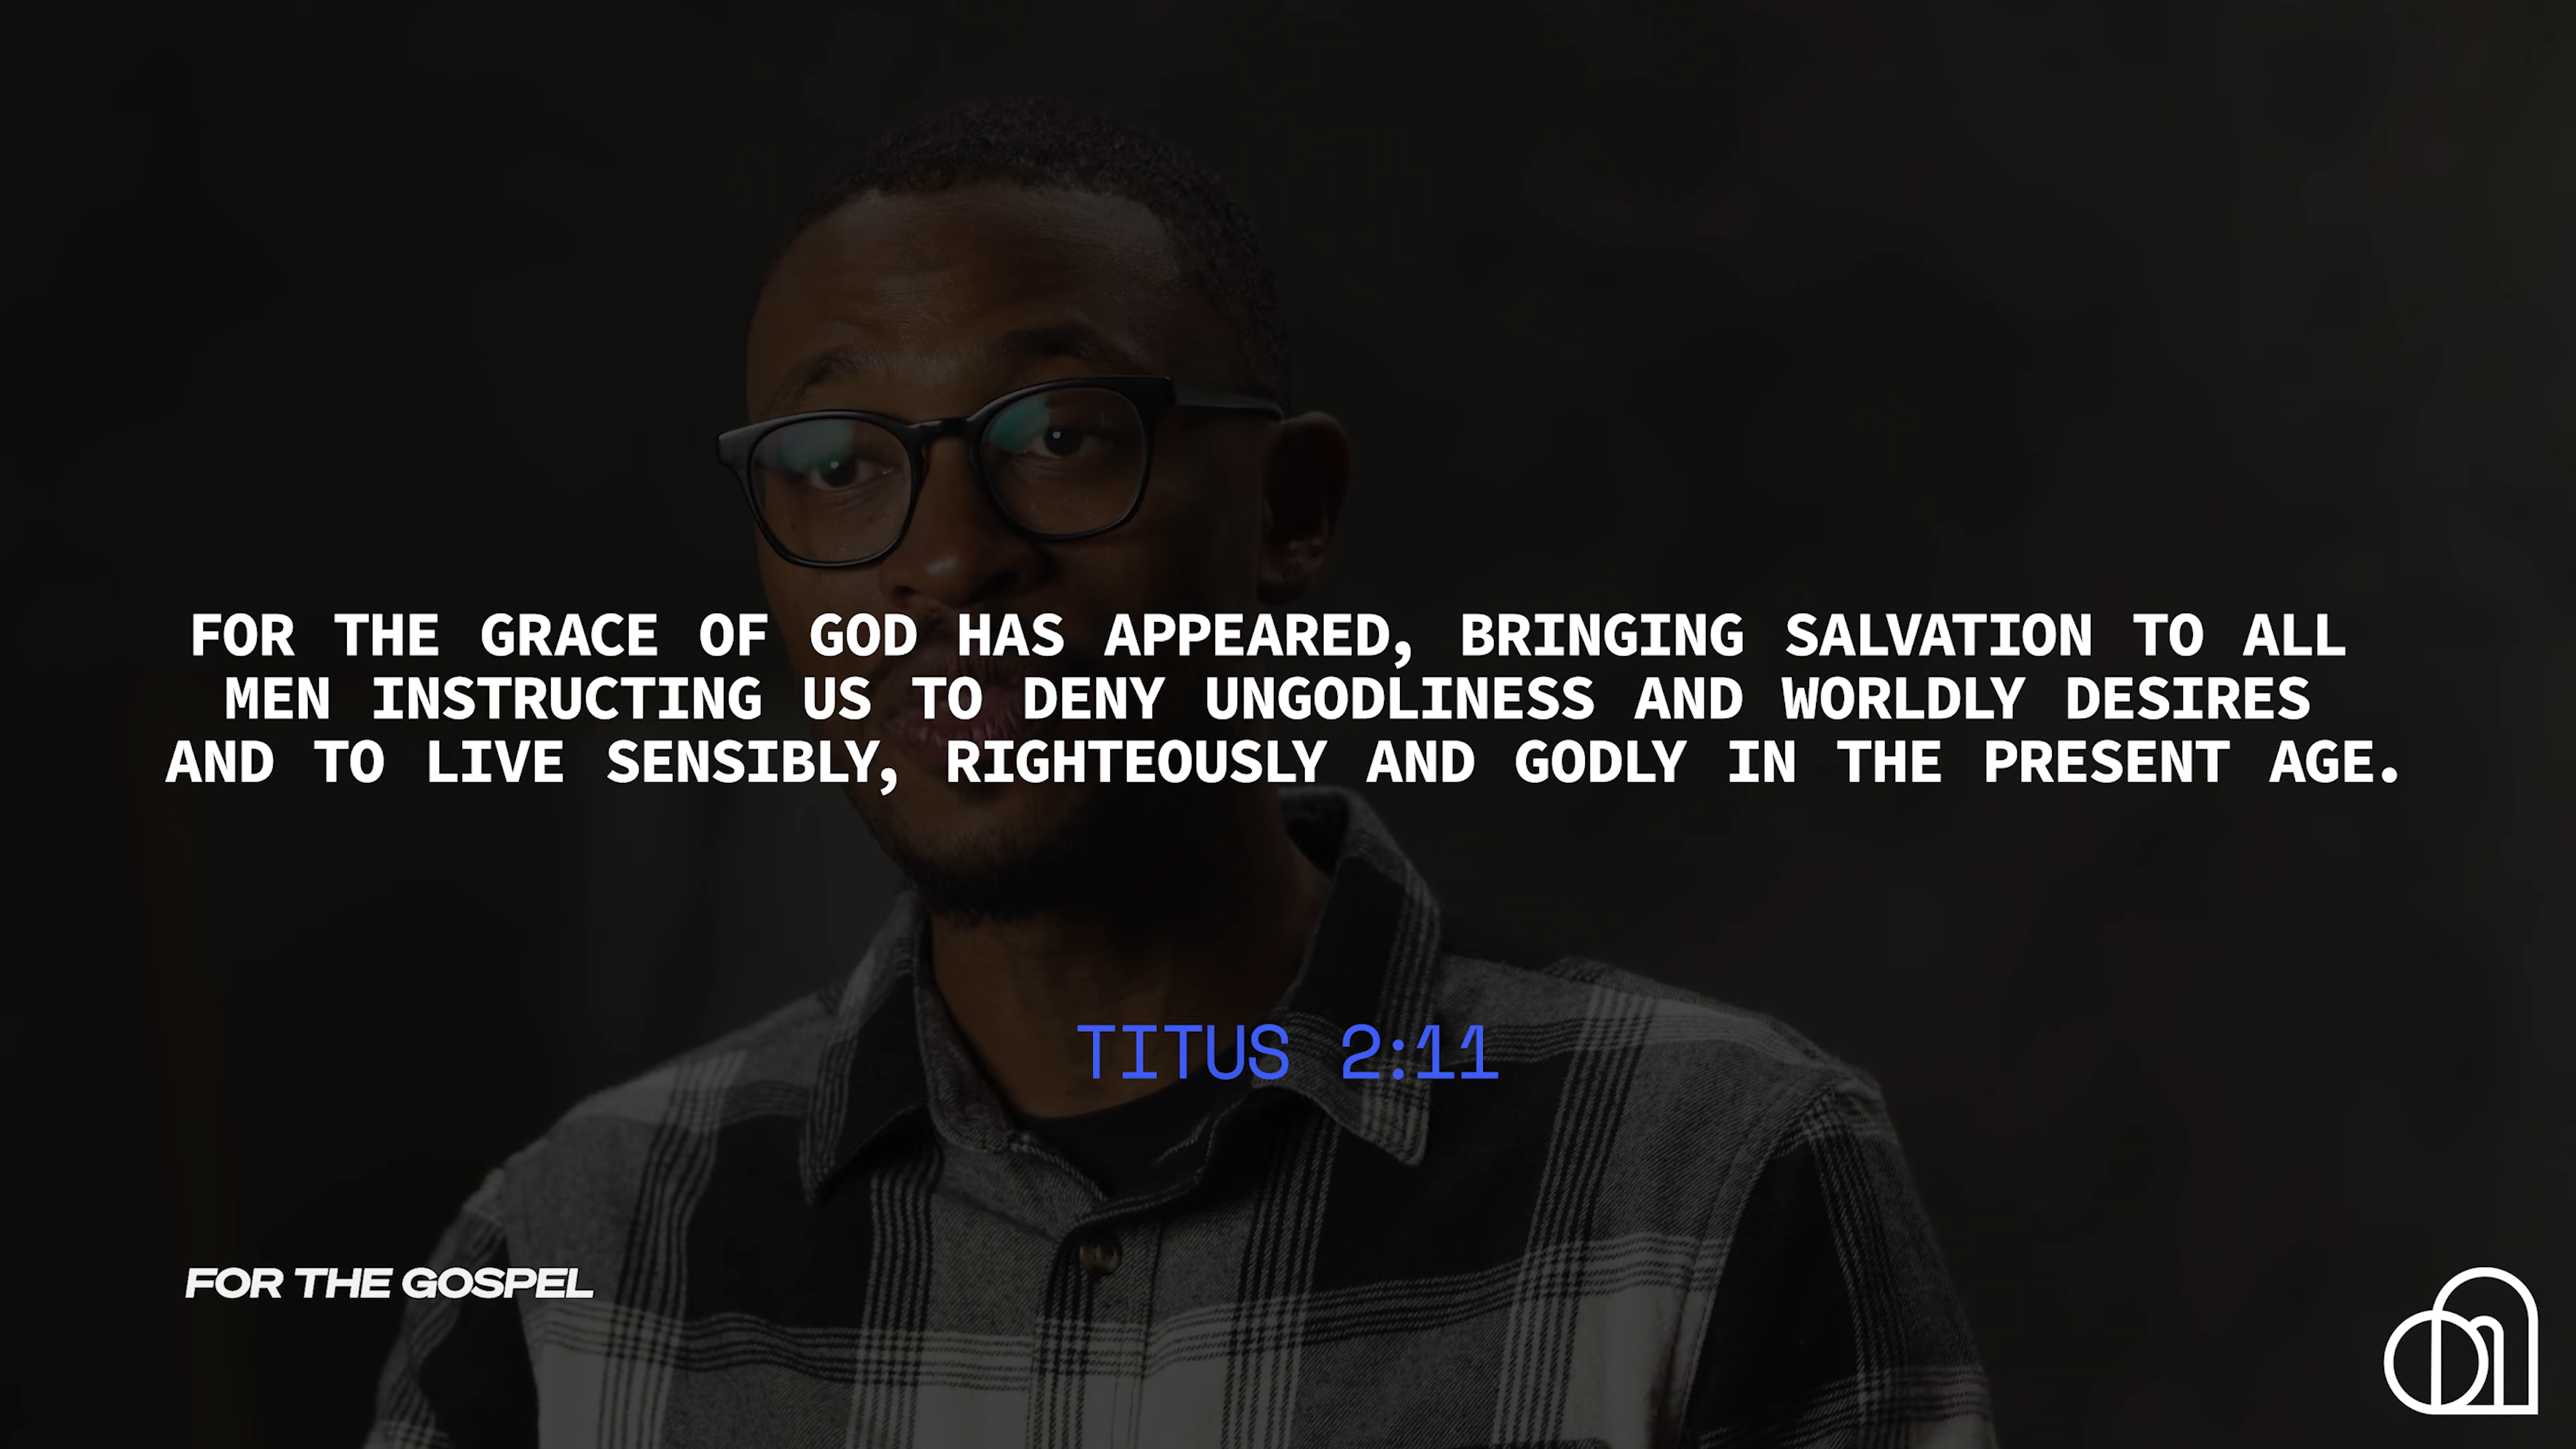 FOR THE GRACE OF GOD HAS APPEARED, BRINGING SALVATION TO ALL
MEN INSTRUCTING US TO DENY UNGODLINESS AND WORLDLY DESIRES
AND TO LIVE SENSIBLY, RIGHTEOUSLY AND GODLY IN THE PRESENT AGE.
TITUS 2:11
FOR THE GOSPEL